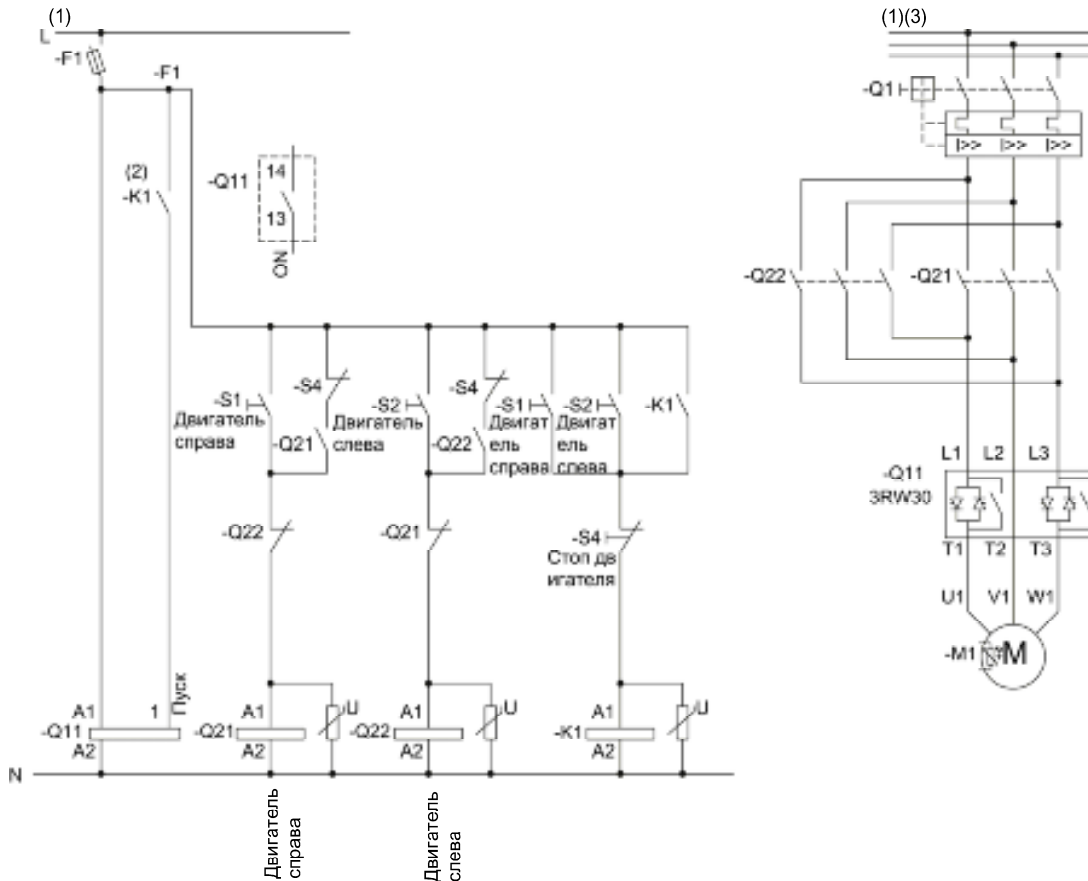 (1)
(1)(3)
L
-F1
-F1
-Q1
I>> I>> I>>
(2)
-K1
-Q11
14
13
ON
-Q22
-Q21
-S4
-S4
-S1
Двигатель
справа
-S2
Двигатель
слева
-S1
Двигат
ель
справа
-S2
Двигат
ель
слева
-K1
-Q21
-Q22
L1 L2 L3
-Q11
3RW30
-Q22
-Q21
-S4
Стоп дв
игателя
T1 T2 T3
U1 V1 W1
-M1
M
Пуск
A1 1
A1 U
A1 U
A1 U
-Q11
-Q21
-Q22
-K1
A2
A2
A2
A2
N
Двигатель
справа
Двигатель
слева